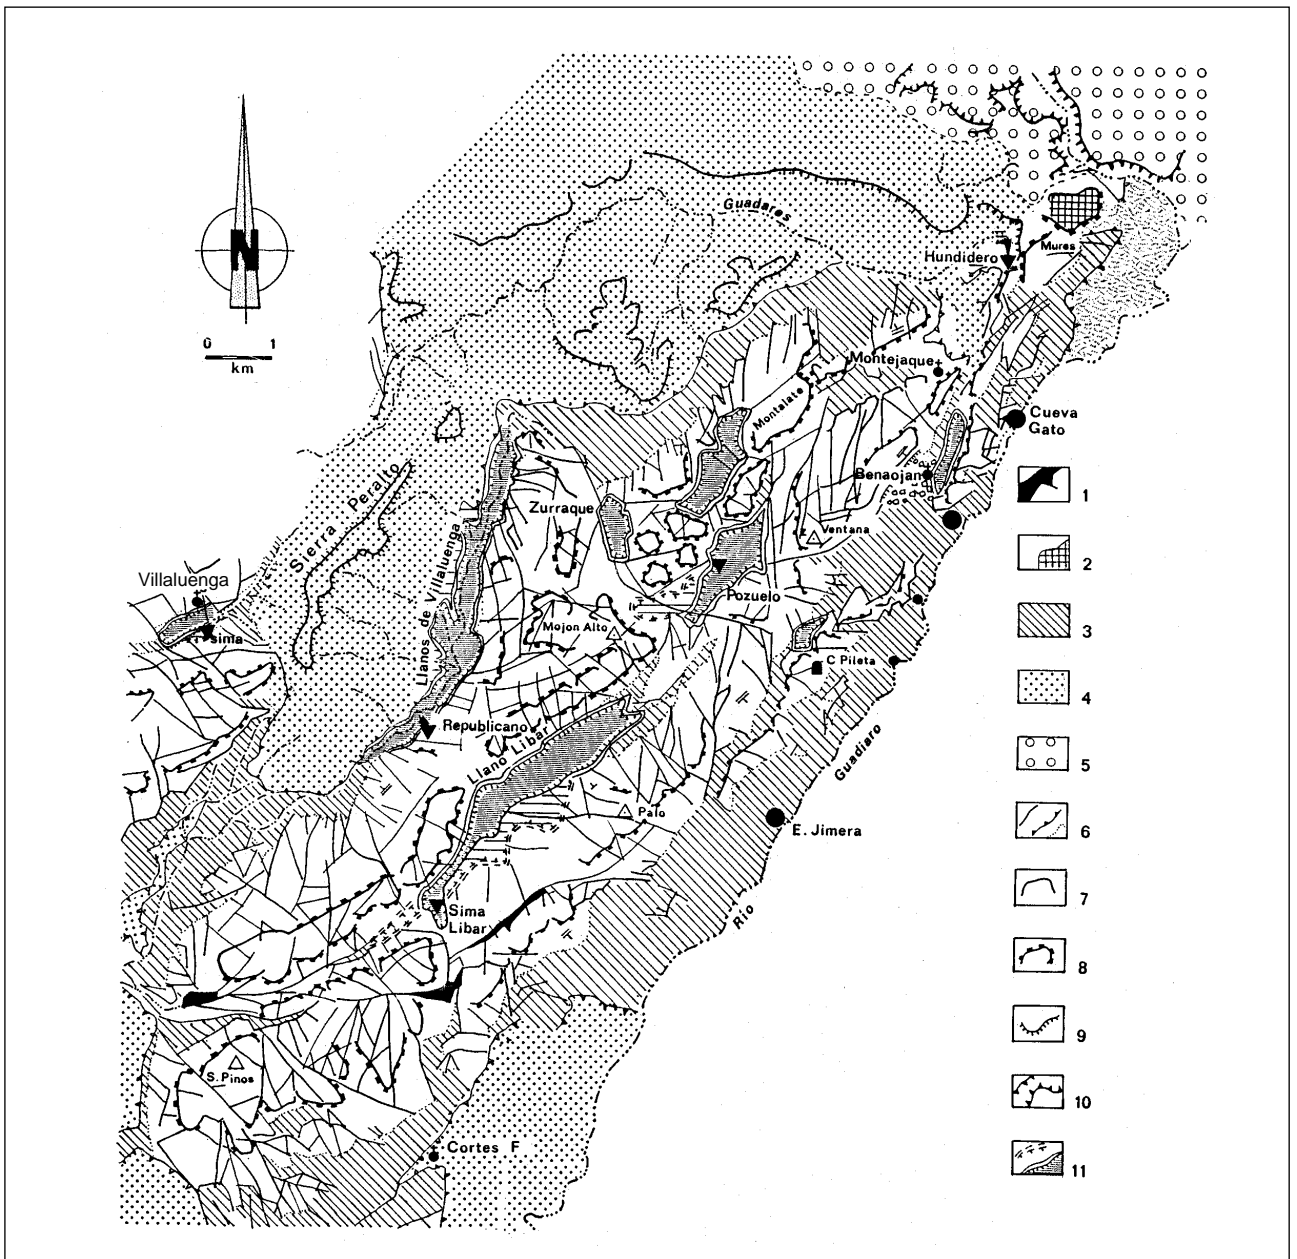 N
0 1
km
Guadares
Hundidero
Mures
Montejaque
Montalate
Cueva
Gato
Benaojan
Zurraque
Ventana
Sierra Peralto
Llanos de Villaluenga
Villaluenga
sima
Pozuelo
Mojon Alto
C Pileta
Republicano
Llano Libar
Guadiaro
Palo
E. Jimera
Sima
Libar
Rio
S. Pinos
Cortes F
1
2
3
4
5
6
7
8
9
10
11